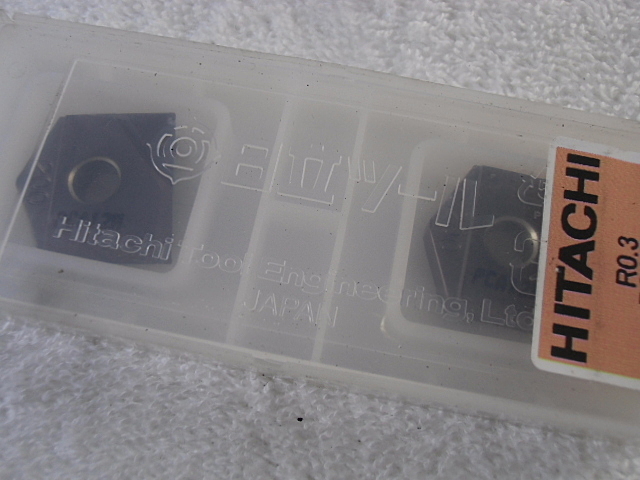 日立ツール
Hitachi Tool Engineering, Ltd
JAPAN
HITACHI
R0.3